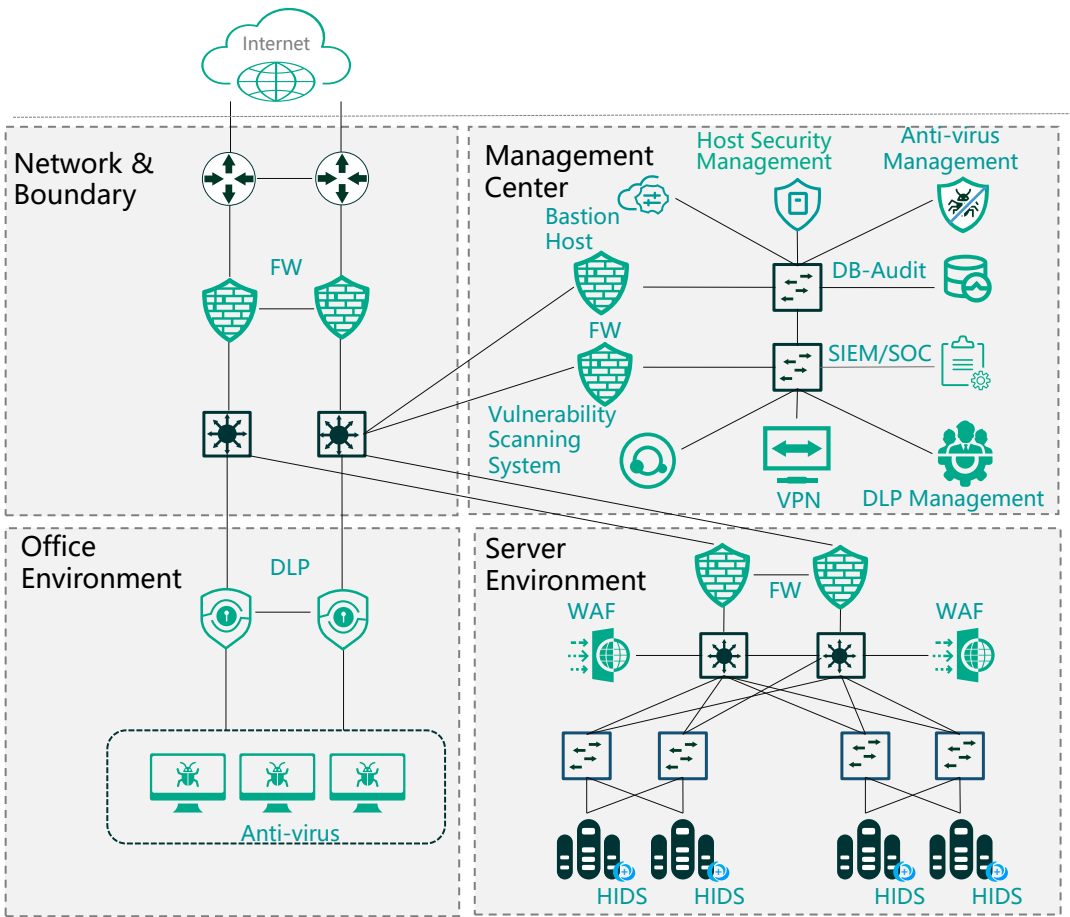 Internet
Network &
Boundary
FW
Management
Center
Host Security
Management
Anti-virus
Management
Bastion
Host
DB-Audit
FW
SIEM/SOC
Vulnerability
Scanning
System
VPN
DLP Management
Office
Environment
DLP
Anti-virus
Server
Environment
FW
WAF
WAF
HIDS
HIDS
HIDS
HIDS